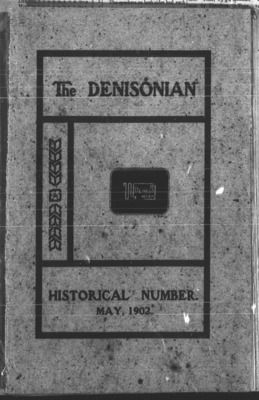 The DENISONIAN
HISTORICAL NUMBER.
MAY, 1902.